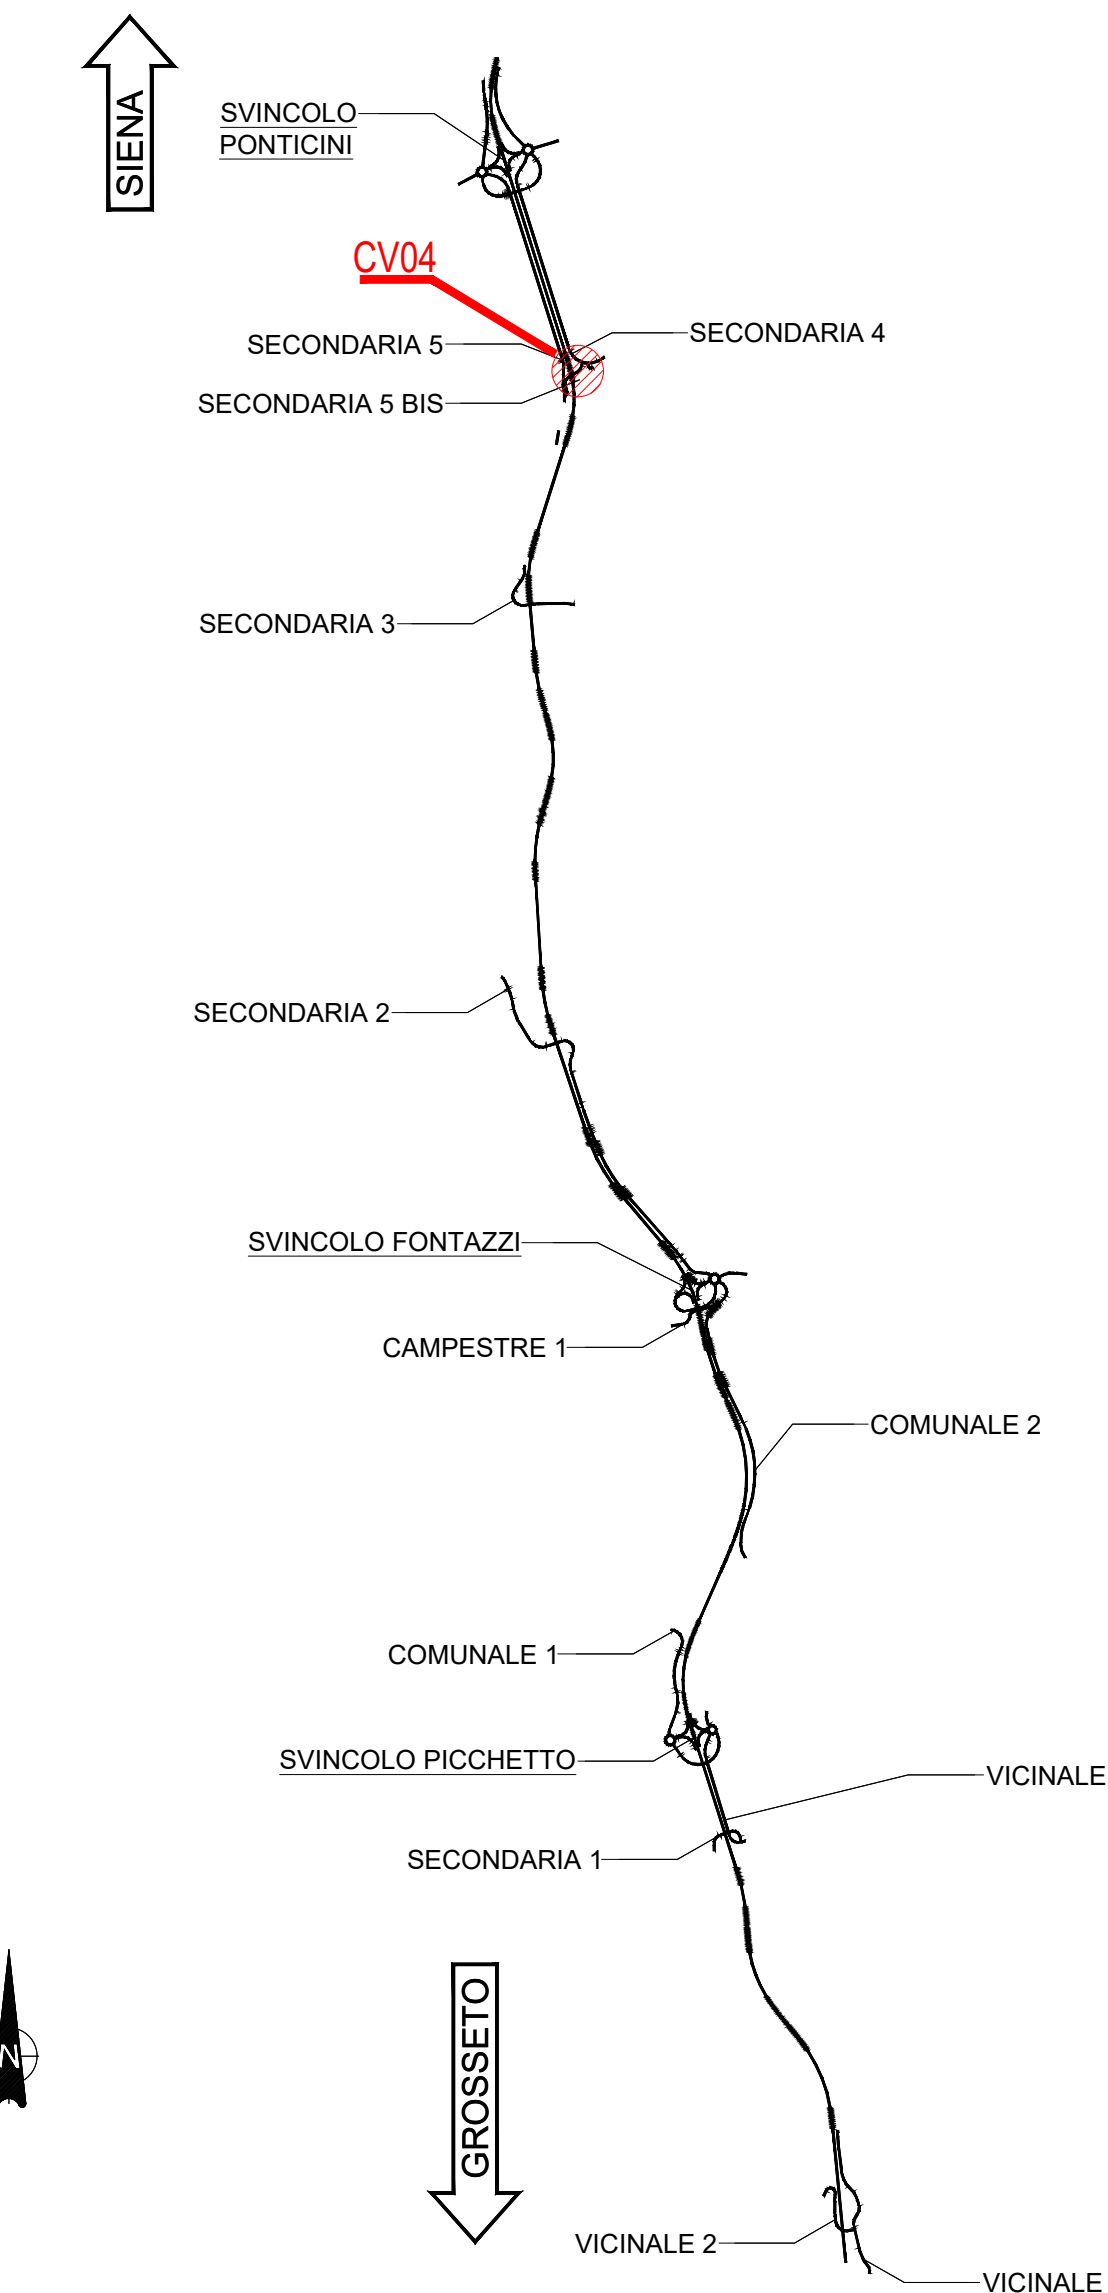 SIENA
SVINCOLO
PONTICINI
CV04
SECONDARIA 4
SECONDARIA 5
SECONDARIA 5 BIS
SECONDARIA 3
SECONDARIA 2
SVINCOLO FONTAZZI
CAMPESTRE 1
COMUNALE 2
COMUNALE 1
SVINCOLO PICCHETTO
VICINALE
SECONDARIA 1
GROSSETO
N
VICINALE 2
VICINALE